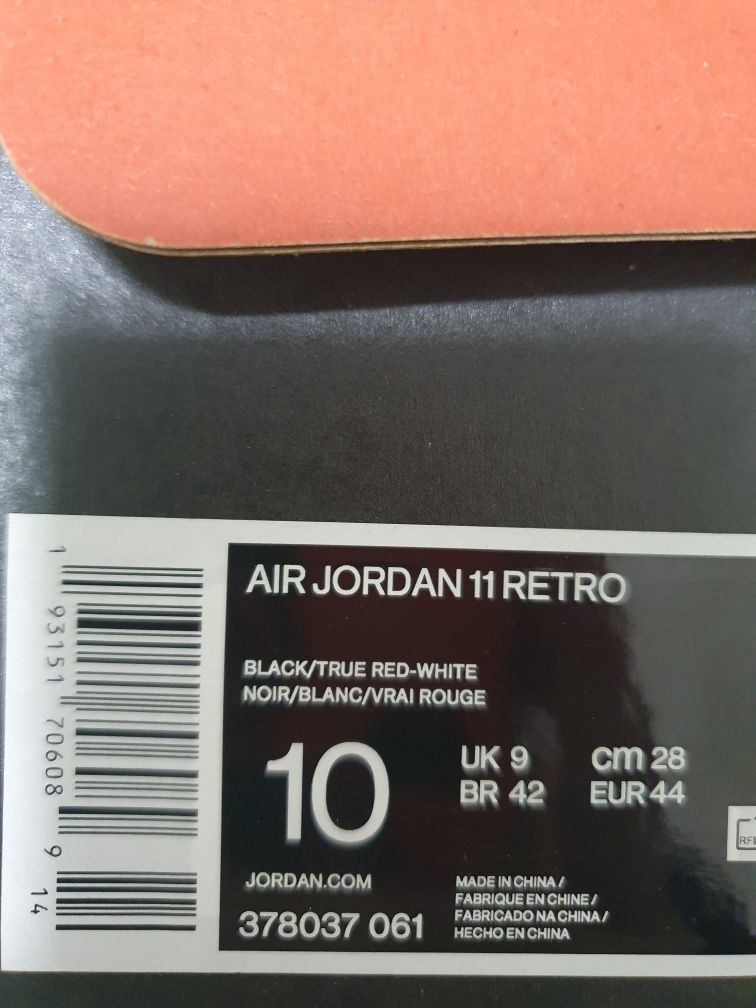 AIR JORDAN 11 RETRO
BLACK/TRUE RED-WHITE
NOIR/BLANC/VRAI ROUGE
10
UK 9
cm 28
BR 42
EUR 44
JORDAN.COM
378037 061
MADE IN CHINA /
FABRIQUE EN CHINE /
FABRICADO NA CHINA /
HECHO EN CHINA
1 93151 70608 9 14